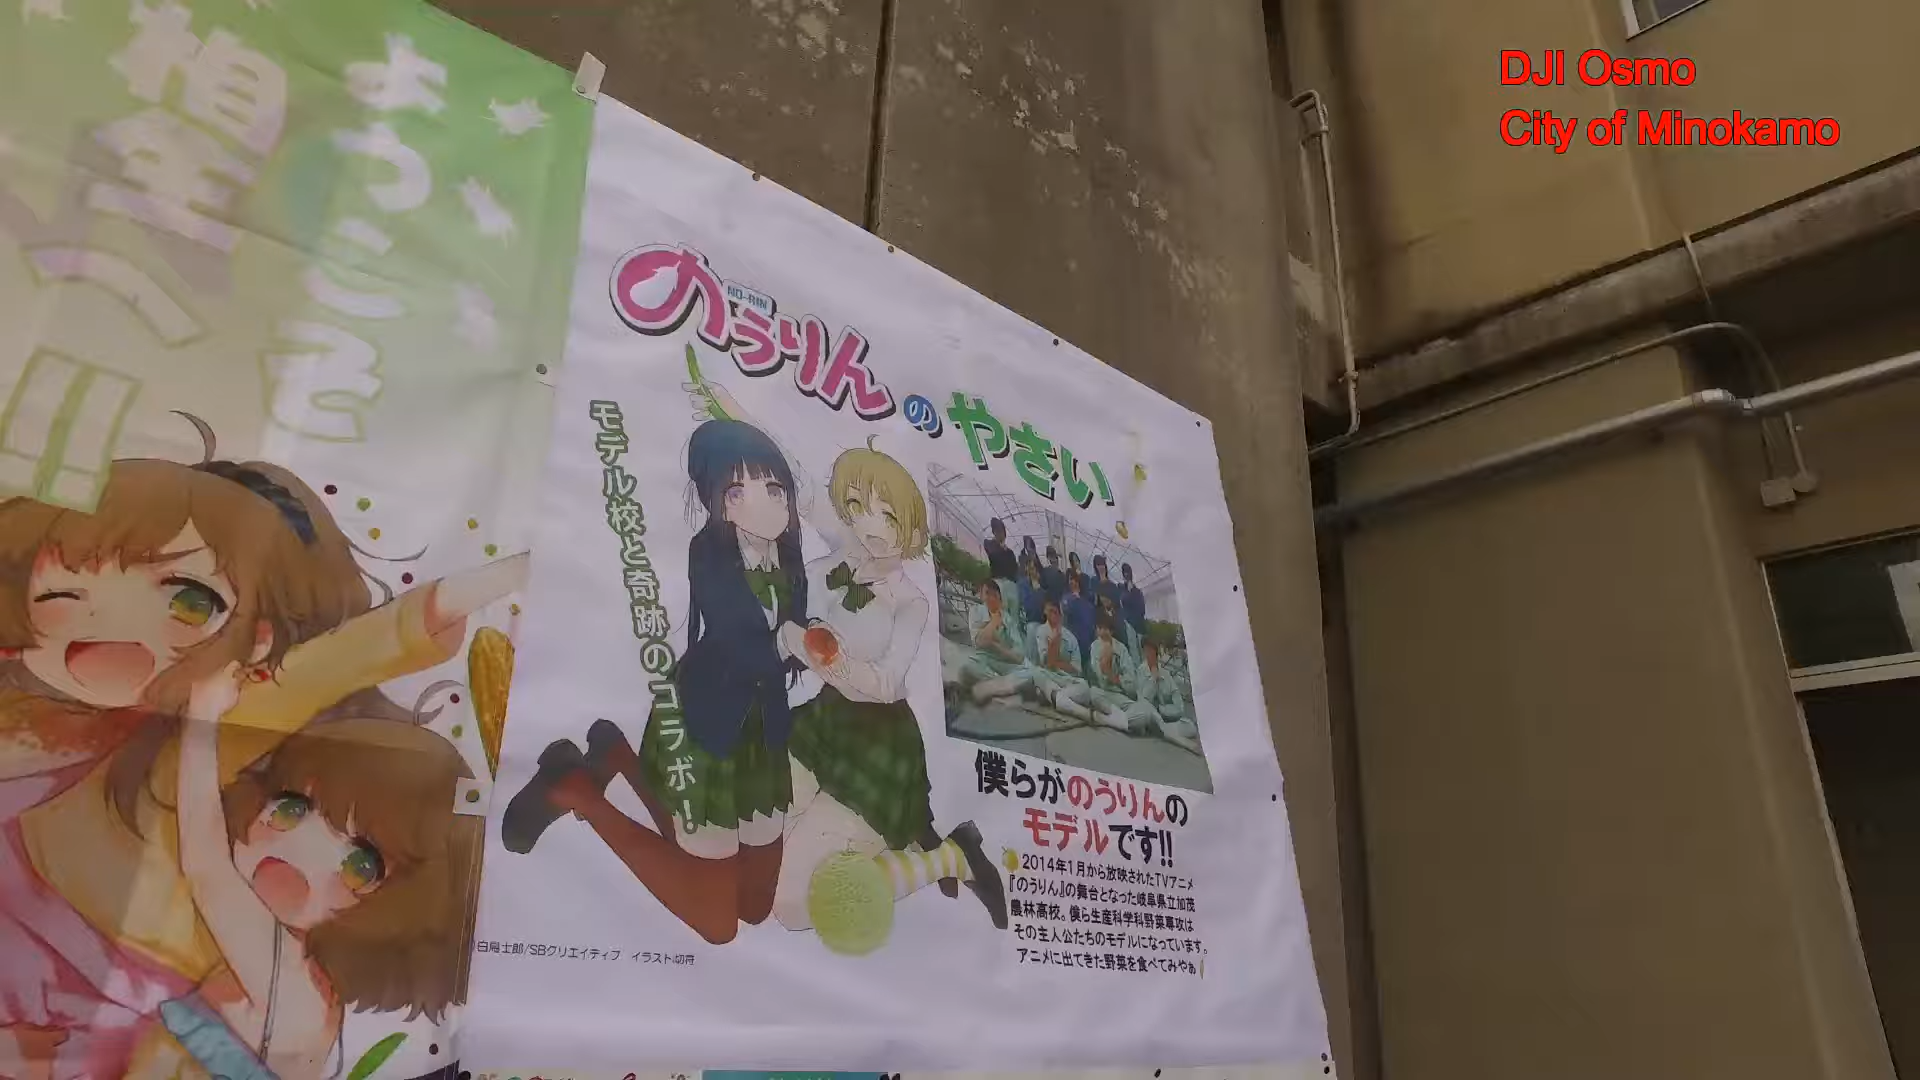 DJI Osmo
City of Minokamo
ようこそ
へ!!
NO-RIN
のうりんのやさい
モデル校と奇跡のコラボ!
僕らがのうりんの
モデルです!!
2014年1月から放映されたTVアニメ
『のうりん』の舞台となった岐阜県立加茂
農林高校。僕ら生産科学科野菜専攻は
その主人公たちのモデルになっています。
アニメに出てきた野菜を食べてみやぁ
白鳥士郎/SBクリエイティブ イラスト:切符